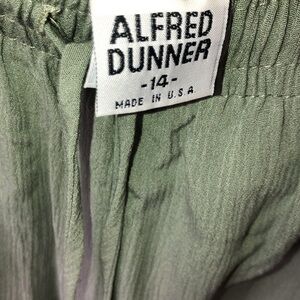 ALFRED
DUNNER
-14-
MADE IN U.S.A.